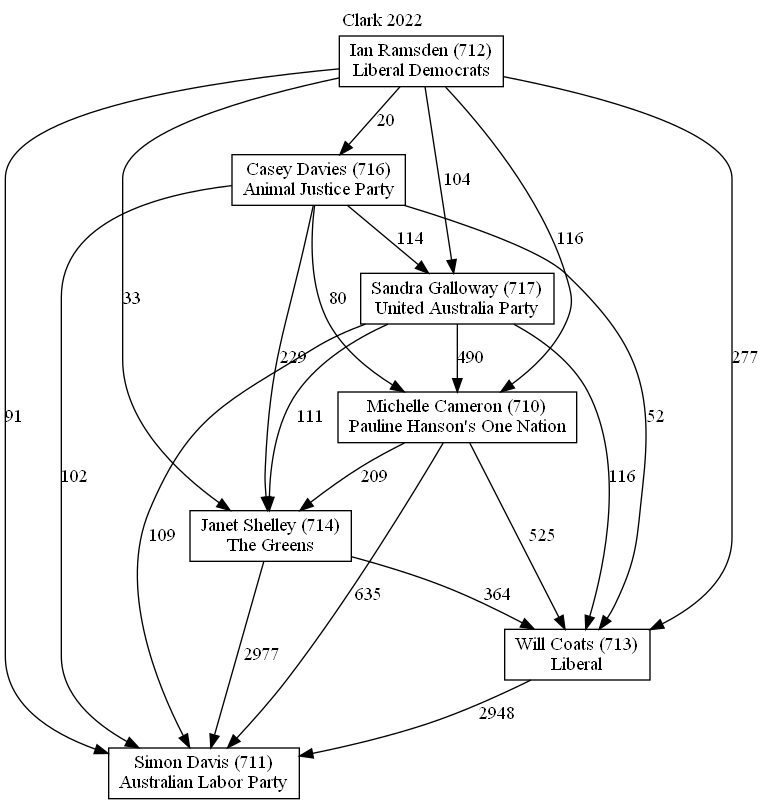 Clark 2022
Ian Ramsden (712)
Liberal Democrats
20
Casey Davies (716)
Animal Justice Party
104
114
116
Sandra Galloway (717)
United Australia Party
33
80
229
490
277
Michelle Cameron (710)
Pauline Hanson's One Nation
91
111
52
102
209
116
Janet Shelley (714)
The Greens
109
525
635
364
Will Coats (713)
Liberal
2977
2948
Simon Davis (711)
Australian Labor Party